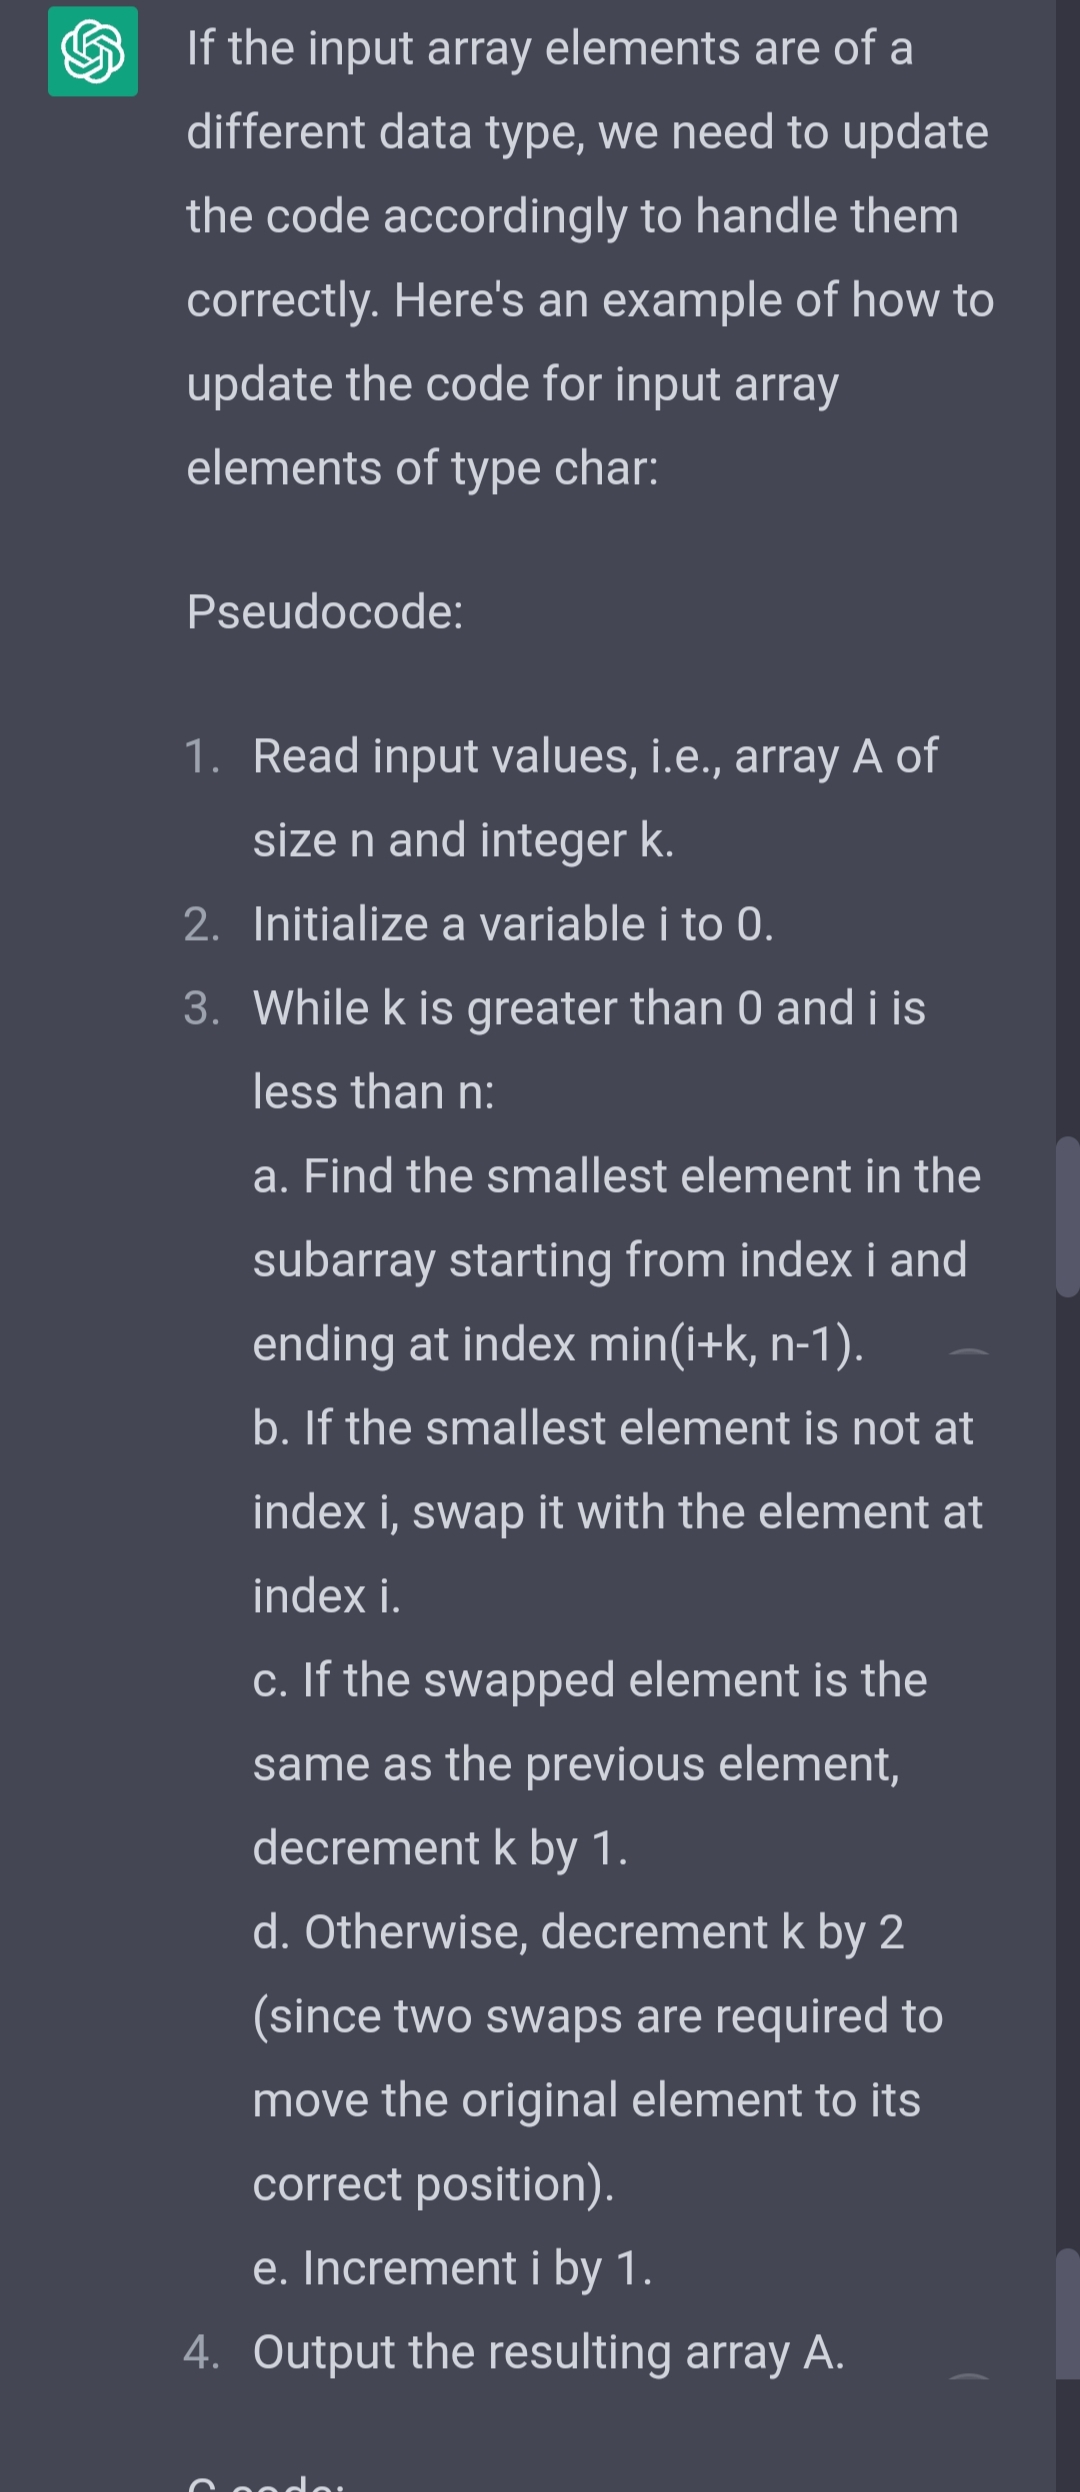 If the input array elements are of a
different data type, we need to update
the code accordingly to handle them
correctly. Here's an example of how to
update the code for input array
elements of type char:
Pseudocode:
1. Read input values, i.e., array A of
size n and integer k.
2. Initialize a variable i to 0.
3. While k is greater than 0 and i is
less than n:
a. Find the smallest element in the
subarray starting from index i and
ending at index min(i+k, n-1).
b. If the smallest element is not at
index i, swap it with the element at
index i.
c. If the swapped element is the
same as the previous element,
decrement k by 1.
d. Otherwise, decrement k by 2
(since two swaps are required to
move the original element to its
correct position).
e. Increment i by 1.
4. Output the resulting array A.
C code: